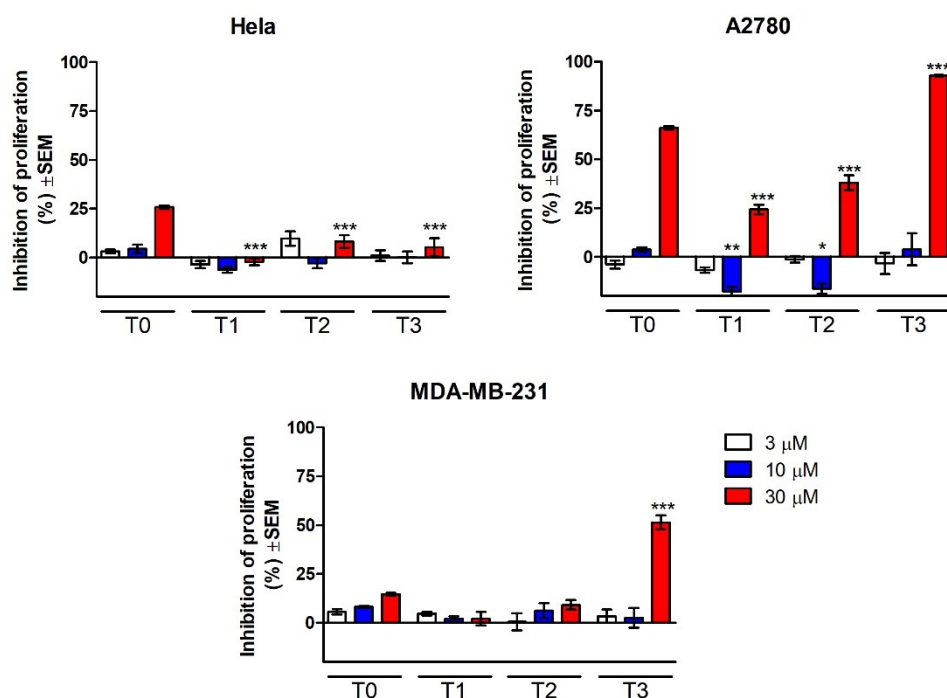 Hela
Inhibition of proliferation
(%) ±SEM
100
75
50
25
0
***
***
***
T0 T1 T2 T3
A2780
Inhibition of proliferation
(%) ±SEM
100
75
50
25
0
**
***
*
***
***
T0 T1 T2 T3
MDA-MB-231
Inhibition of proliferation
(%) ±SEM
100
75
50
25
0
***
T0 T1 T2 T3
3 μM
10 μM
30 μM